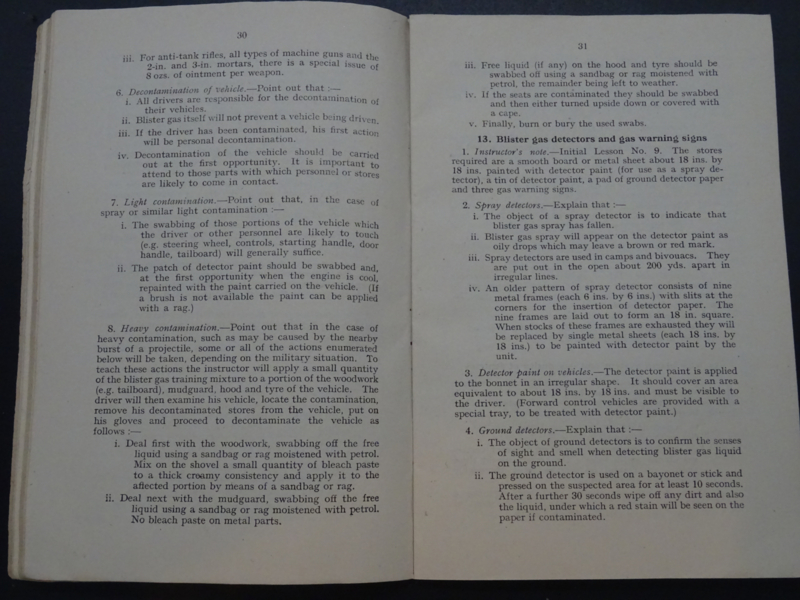 30
iii. For anti-tank rifles, all types of machine guns and the
2-in. and 3-in. mortars, there is a special issue of
8 ozs. of ointment per weapon.
6. Decontamination of vehicle.—Point out that :—
i. All drivers are responsible for the decontamination of
their vehicles.
ii. Blister gas itself will not prevent a vehicle being driven.
iii. If the driver has been contaminated, his first action
will be personal decontamination.
iv. Decontamination of the vehicle should be carried
out at the first opportunity. It is important to
attend to those parts with which personnel or stores
are likely to come in contact.
7. Light contamination.—Point out that, in the case of
spray or similar light contamination :—
i. The swabbing of those portions of the vehicle which
the driver or other personnel are likely to touch
(e.g. steering wheel, controls, starting handle, door
handle, tailboard) will generally suffice.
ii. The patch of detector paint should be swabbed and,
at the first opportunity when the engine is cool,
repainted with the paint carried on the vehicle. (If
a brush is not available the paint can be applied
with a rag.)
8. Heavy contamination.—Point out that in the case of
heavy contamination, such as may be caused by the nearby
burst of a projectile, some or all of the actions enumerated
below will be taken, depending on the military situation. To
teach these actions the instructor will apply a small quantity
of the blister gas training mixture to a portion of the woodwork
(e.g. tailboard), mudguard, hood and tyre of the vehicle. The
driver will then examine his vehicle, locate the contamination,
remove his decontaminated stores from the vehicle, put on
his gloves and proceed to decontaminate the vehicle as
follows :—
i. Deal first with the woodwork, swabbing off the free
liquid using a sandbag or rag moistened with petrol.
Mix on the shovel a small quantity of bleach paste
to a thick creamy consistency and apply it to the
affected portion by means of a sandbag or rag.
ii. Deal next with the mudguard, swabbing off the free
liquid using a sandbag or rag moistened with petrol.
No bleach paste on metal parts.
31
iii. Free liquid (if any) on the hood and tyre should be
swabbed off using a sandbag or rag moistened with
petrol, the remainder being left to weather.
iv. If the seats are contaminated they should be swabbed
and then either turned upside down or covered with
a cape.
v. Finally, burn or bury the used swabs.
13. Blister gas detectors and gas warning signs
1. Instructor's note.—Initial Lesson No. 9. The stores
required are a smooth board or metal sheet about 18 ins. by
18 ins. painted with detector paint (for use as a spray de-
tector), a tin of detector paint, a pad of ground detector paper
and three gas warning signs.
2. Spray detectors.—Explain that :—
i. The object of a spray detector is to indicate that
blister gas spray has fallen.
ii. Blister gas spray will appear on the detector paint as
oily drops which may leave a brown or red mark.
iii. Spray detectors are used in camps and bivouacs. They
are put out in the open about 200 yds. apart in
irregular lines.
iv. An older pattern of spray detector consists of nine
metal frames (each 6 ins. by 6 ins.) with slits at the
corners for the insertion of detector paper. The
nine frames are laid out to form an 18 in. square.
When stocks of these frames are exhausted they will
be replaced by single metal sheets (each 18 ins. by
18 ins.) to be painted with detector paint by the
unit.
3. Detector paint on vehicles.—The detector paint is applied
to the bonnet in an irregular shape. It should cover an area
equivalent to about 18 ins. by 18 ins. and must be visible to
the driver. (Forward control vehicles are provided with a
special tray, to be treated with detector paint.)
4. Ground detectors.—Explain that :—
i. The object of ground detectors is to confirm the senses
of sight and smell when detecting blister gas liquid
on the ground.
ii. The ground detector is used on a bayonet or stick and
pressed on the suspected area for at least 10 seconds.
After a further 30 seconds wipe off any dirt and also
the liquid, under which a red stain will be seen on the
paper if contaminated.